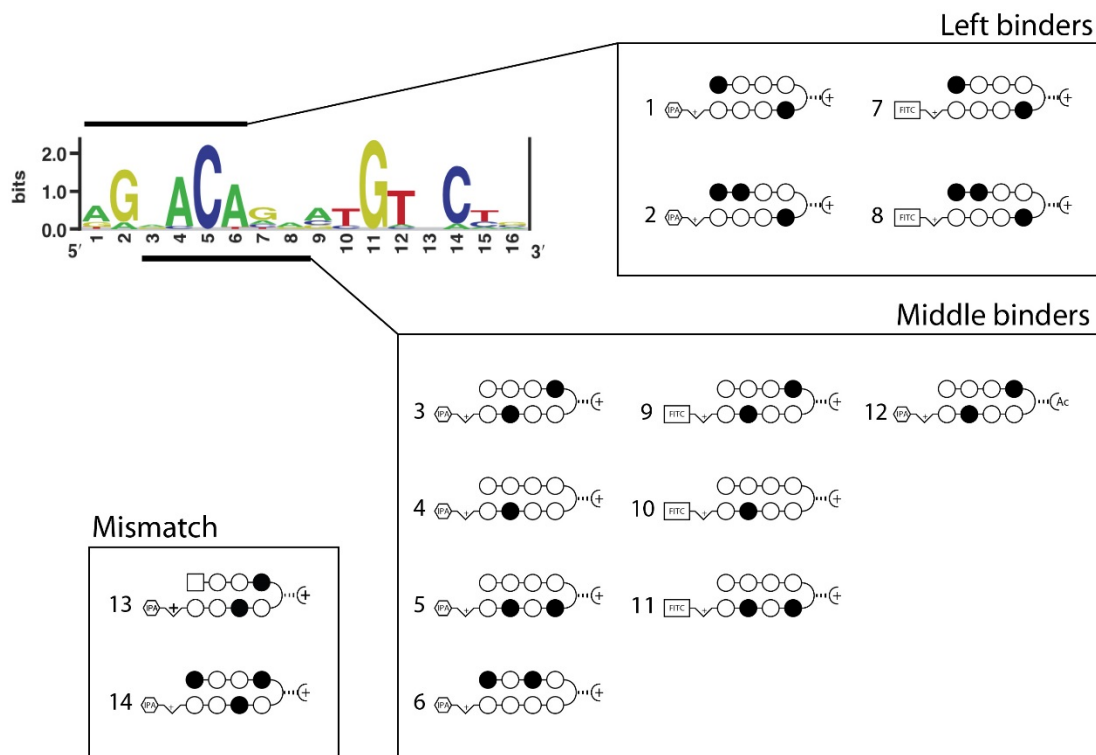 Left binders
1 IPA + +
7 FITC + +
2 IPA + +
8 FITC + +
bits
2.0
1.0
0.0
A G A A C A G A A T G T C T G
5′ 1 2 3 4 5 6 7 8 9 10 11 12 13 14 15 16 3′
Middle binders
3 IPA + +
9 FITC + +
12 IPA + Ac
4 IPA + +
10 FITC + +
5 IPA + +
11 FITC + +
6 IPA + +
Mismatch
13 IPA + +
14 IPA + +